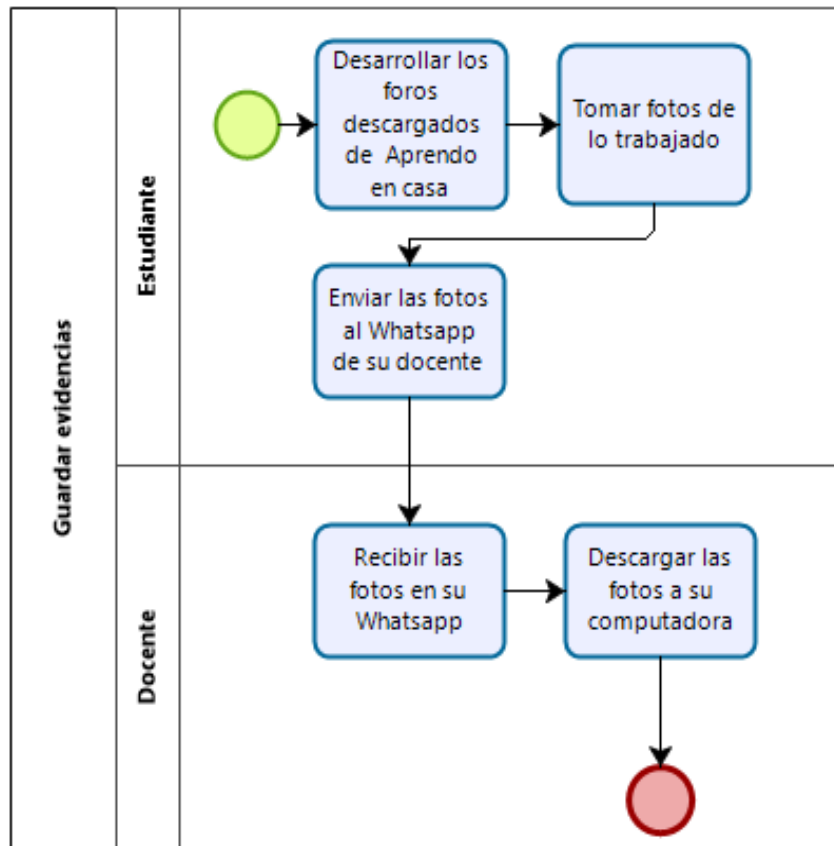 Guardar evidencias
Estudiante
Desarrollar los
foros
descargados
de Aprendo
en casa
Tomar fotos de
lo trabajado
Enviar las fotos
al Whatsapp
de su docente
Docente
Recibir las
fotos en su
Whatsapp
Descargar las
fotos a su
computadora